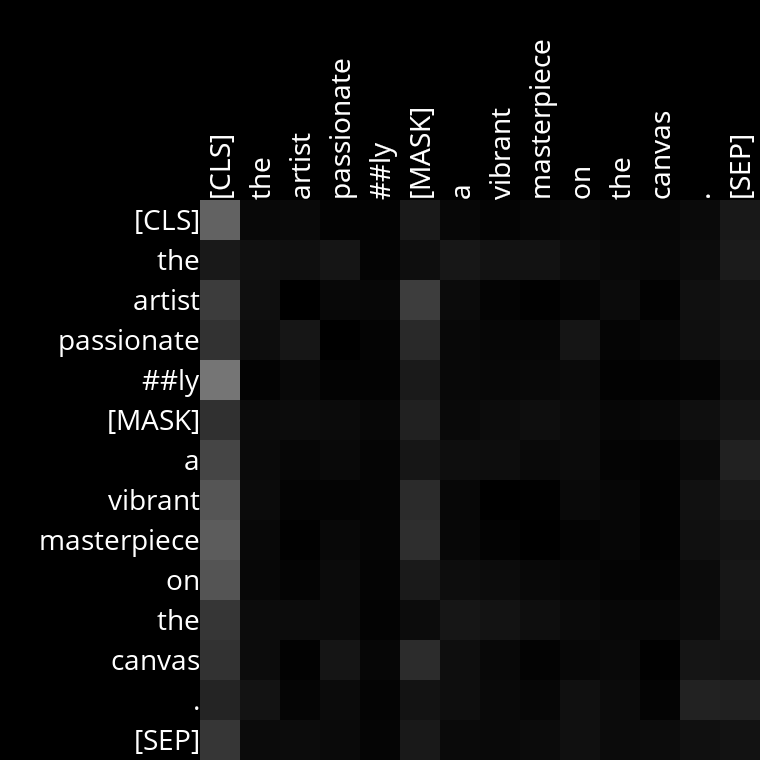 [CLS]
the
artist
passionate
##ly
[MASK]
a
vibrant
masterpiece
on
the
canvas
.
[SEP]
[CLS]
the
artist
passionate
##ly
[MASK]
a
vibrant
masterpiece
on
the
canvas
.
[SEP]